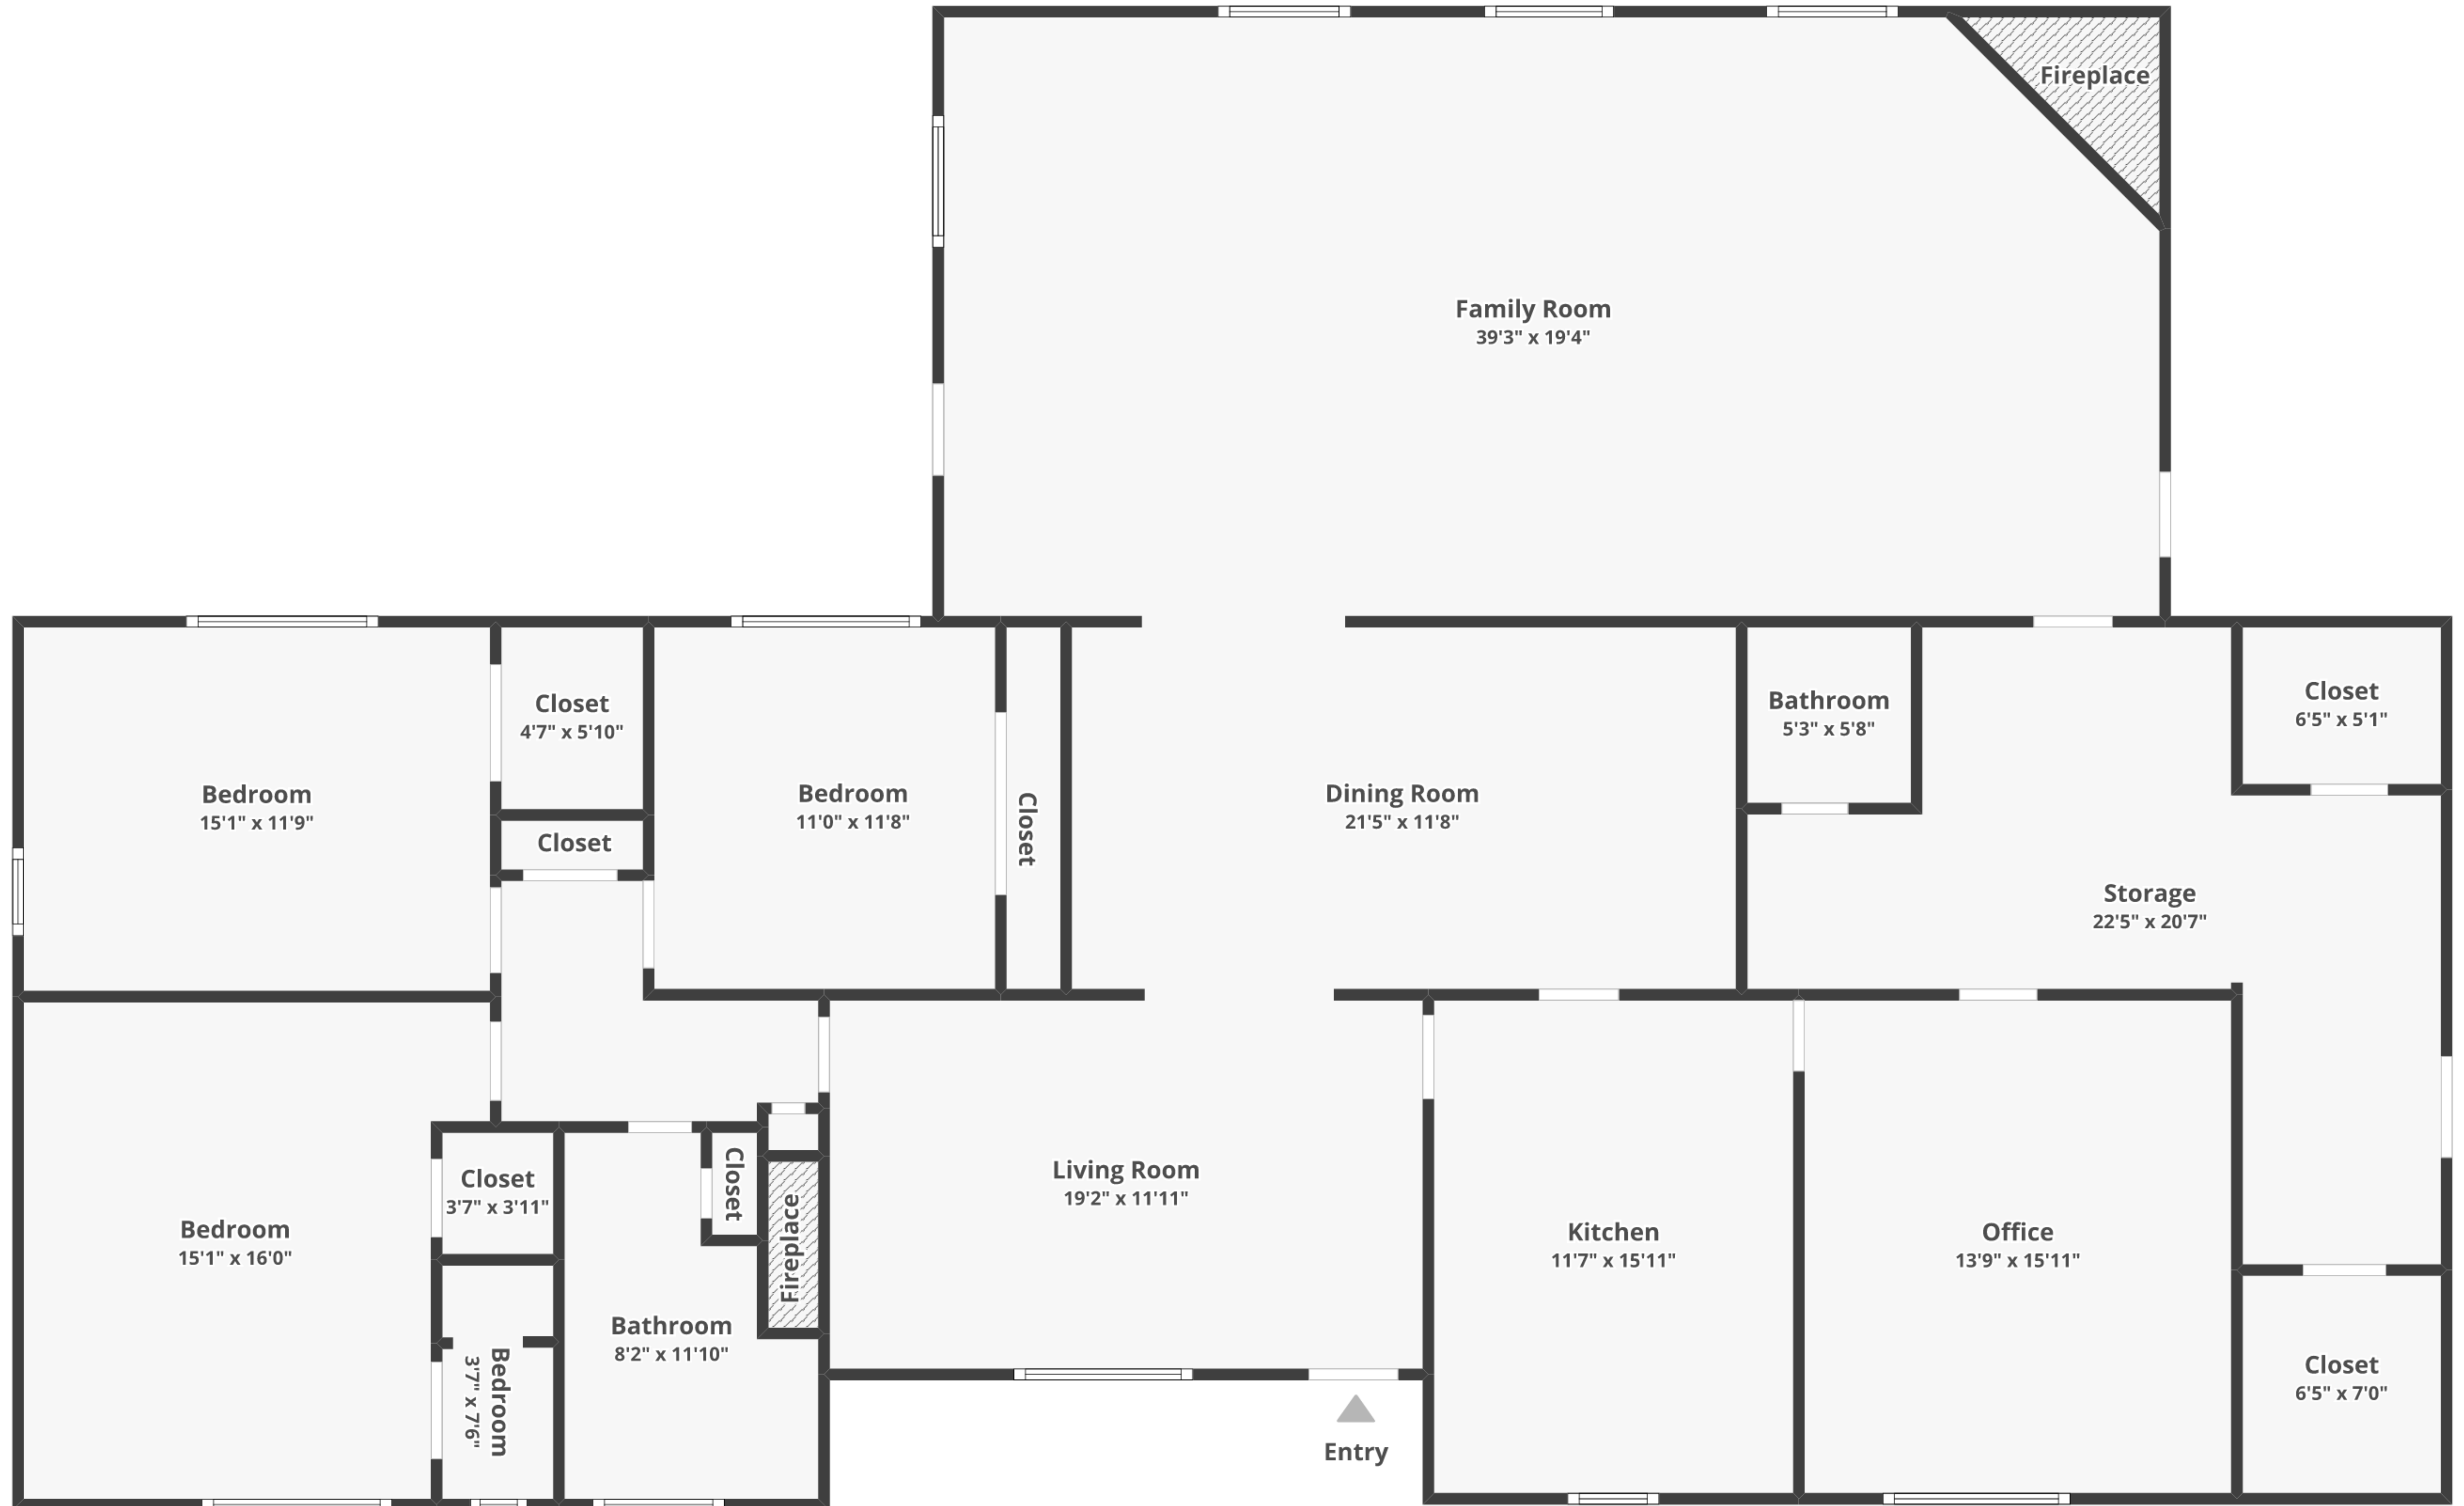 Fireplace
Family Room
39'3" x 19'4"
Closet
4'7" x 5'10"
Bedroom
15'1" x 11'9"
Closet
Bedroom
11'0" x 11'8"
Closet
Dining Room
21'5" x 11'8"
Bathroom
5'3" x 5'8"
Closet
6'5" x 5'1"
Storage
22'5" x 20'7"
Bedroom
15'1" x 16'0"
Closet
3'7" x 3'11"
Bedroom
3'7" x 7'6"
Closet
Fireplace
Bathroom
8'2" x 11'10"
Living Room
19'2" x 11'11"
Kitchen
11'7" x 15'11"
Office
13'9" x 15'11"
Closet
6'5" x 7'0"
Entry